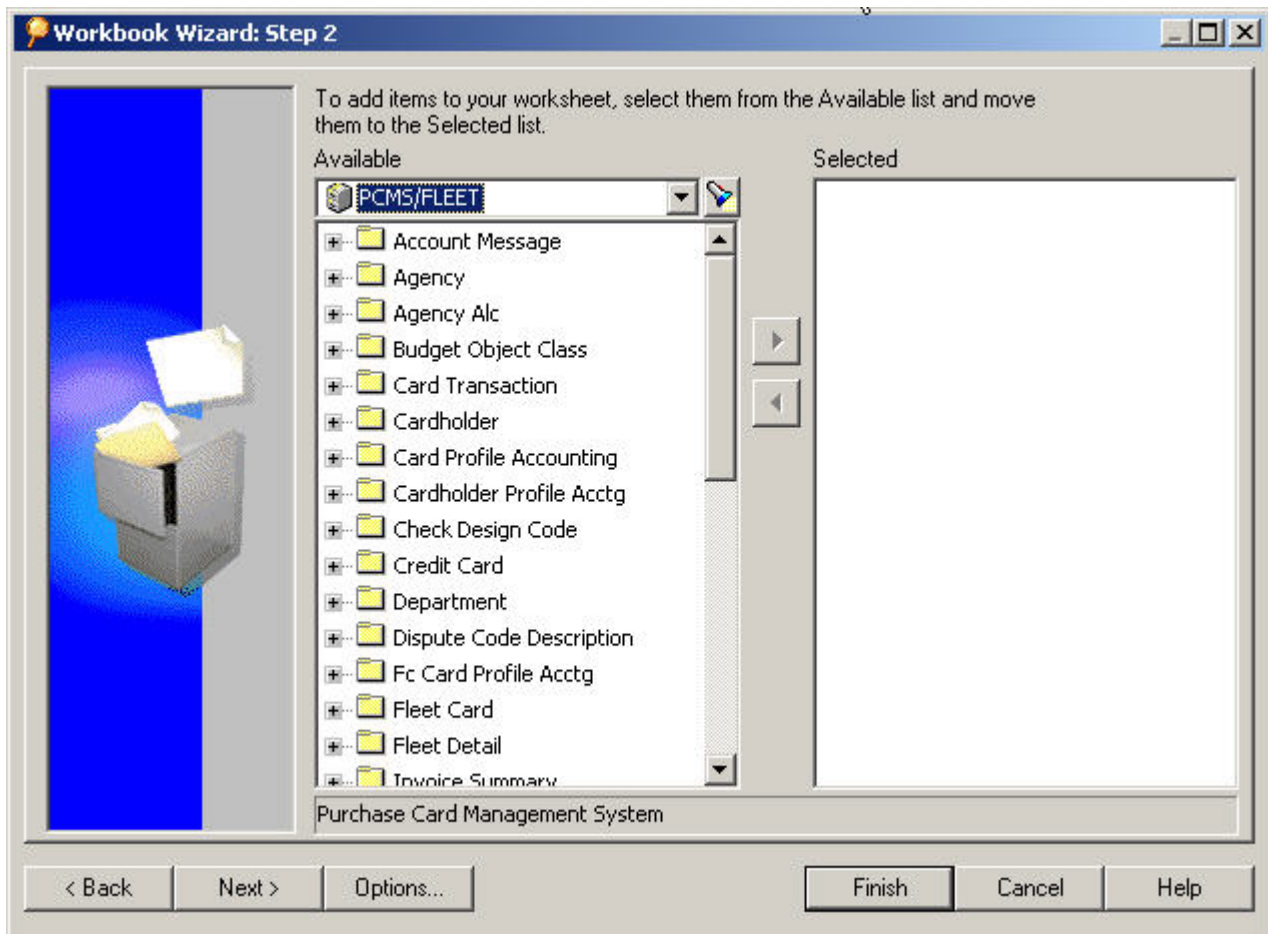 Workbook Wizard: Step 2
To add items to your worksheet, select them from the Available list and move
them to the Selected list.
Available
Selected
PCMS/FLEET
Account Message
Agency
Agency Alc
Budget Object Class
Card Transaction
Cardholder
Card Profile Accounting
Cardholder Profile Acctg
Check Design Code
Credit Card
Department
Dispute Code Description
Fc Card Profile Acctg
Fleet Card
Fleet Detail
Invoice Summary
Purchase Card Management System
< Back
Next >
Options...
Finish
Cancel
Help